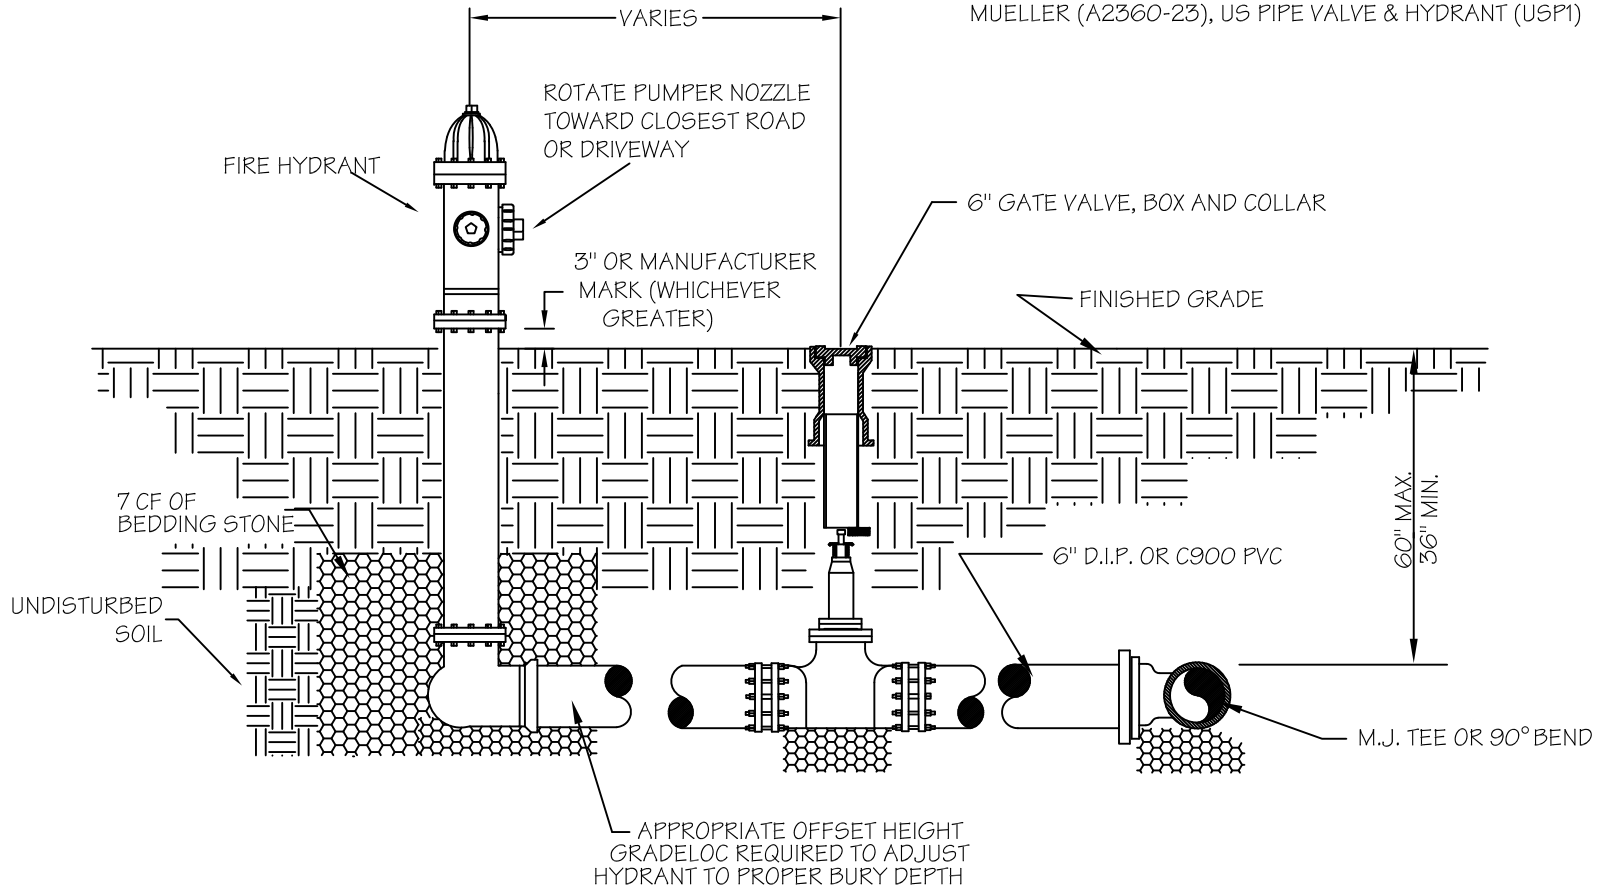 VARIES
MUELLER (A2360-23), US PIPE VALVE & HYDRANT (USP1)
ROTATE PUMPER NOZZLE
TOWARD CLOSEST ROAD
OR DRIVEWAY
FIRE HYDRANT
6" GATE VALVE, BOX AND COLLAR
3" OR MANUFACTURER
MARK (WHICHEVER
GREATER)
FINISHED GRADE
7 CF OF
BEDDING STONE
60" MAX.
36" MIN.
6" D.I.P. OR C900 PVC
UNDISTURBED
SOIL
M.J. TEE OR 90° BEND
APPROPRIATE OFFSET HEIGHT
GRADELOC REQUIRED TO ADJUST
HYDRANT TO PROPER BURY DEPTH